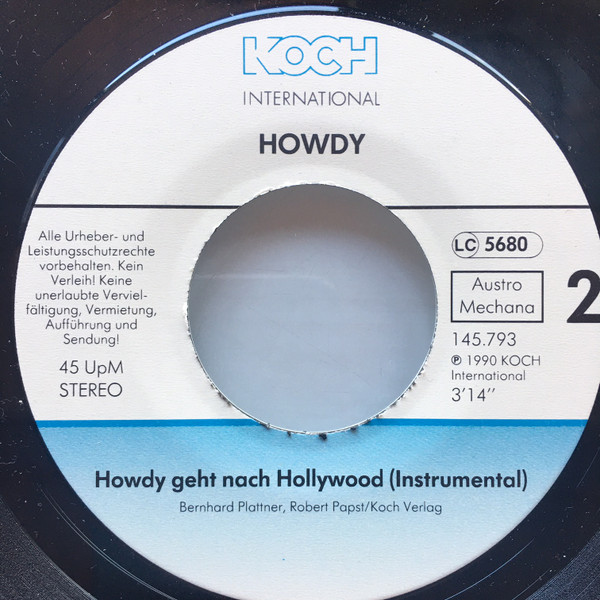 KOCH
INTERNATIONAL
HOWDY
Alle Urheber- und
Leistungsschutzrechte
vorbehalten. Kein
Verleih! Keine
unerlaubte Verviel-
fältigung, Vermietung,
Aufführung und
Sendung!
45 UpM
STEREO
LC 5680
Austro
Mechana
2
145.793
℗ 1990 KOCH
International
3'14''
Howdy geht nach Hollywood (Instrumental)
Bernhard Plattner, Robert Papst/Koch Verlag